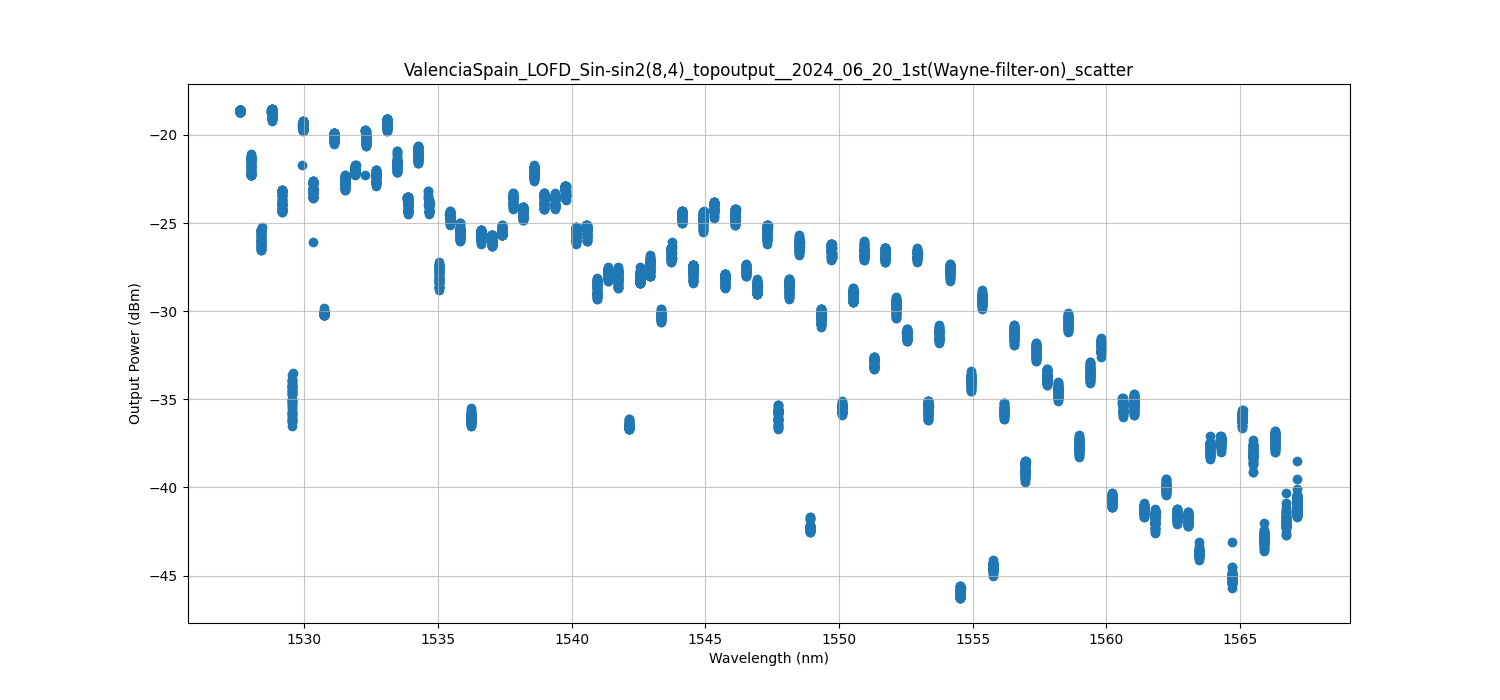 ValenciaSpain_LOFD_Sin-sin2(8,4)_topoutput__2024_06_20_1st(Wayne-filter-on)_scatter
Output Power (dBm)
−20
−25
−30
−35
−40
−45
1530 1535 1540 1545 1550 1555 1560 1565
Wavelength (nm)